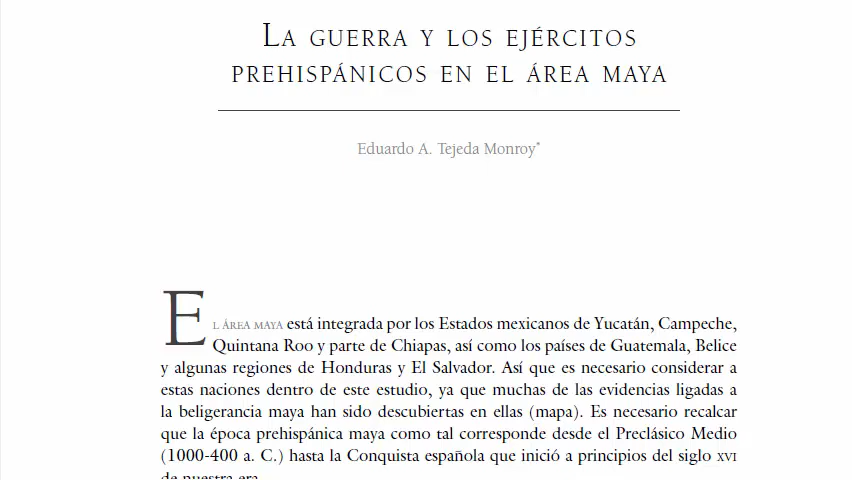 LA GUERRA Y LOS EJÉRCITOS
PREHISPÁNICOS EN EL ÁREA MAYA
Eduardo A. Tejeda Monroy*
EL ÁREA MAYA está integrada por los Estados mexicanos de Yucatán, Campeche,
Quintana Roo y parte de Chiapas, así como los países de Guatemala, Belice
y algunas regiones de Honduras y El Salvador. Así que es necesario considerar a
estas naciones dentro de este estudio, ya que muchas de las evidencias ligadas a
la beligerancia maya han sido descubiertas en ellas (mapa). Es necesario recalcar
que la época prehispánica maya como tal corresponde desde el Preclásico Medio
(1000-400 a. C.) hasta la Conquista española que inició a principios del siglo XVI
de nuestra era